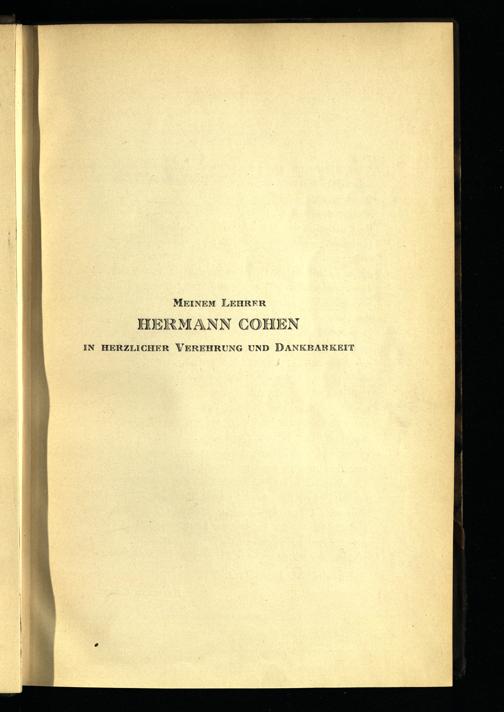 MEINEM LEHRER
HERMANN COHEN
IN HERZLICHER VEREHRUNG UND DANKBARKEIT